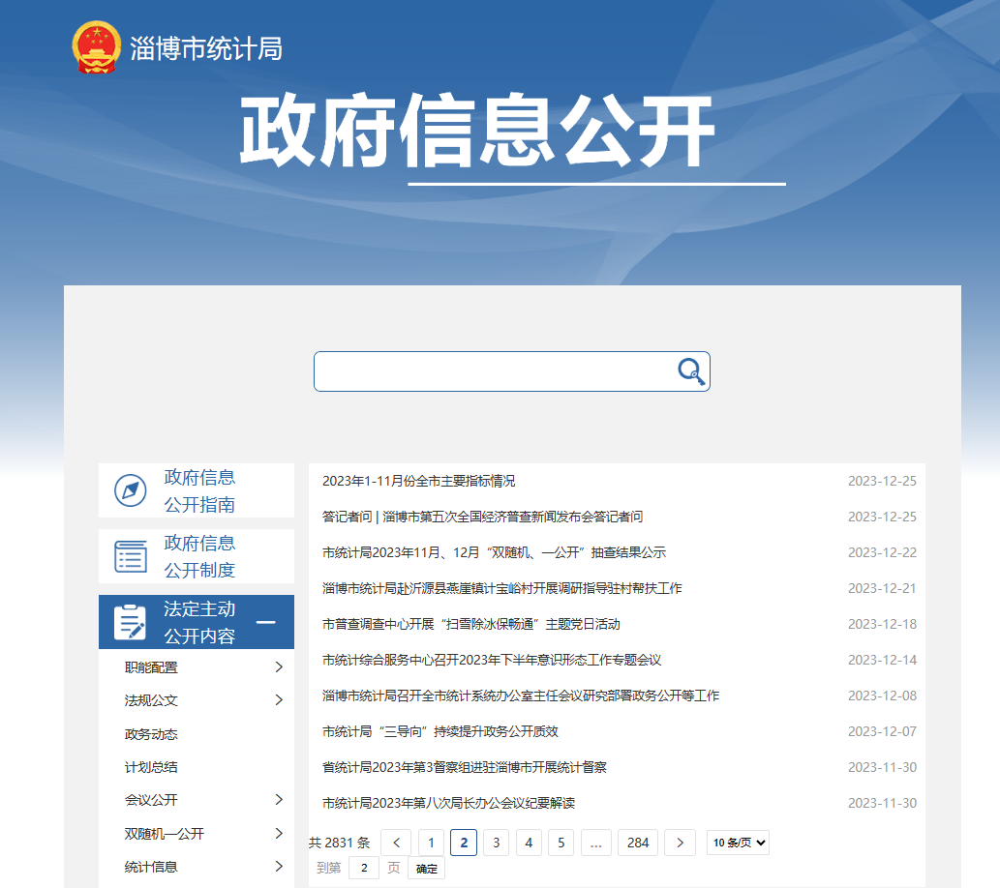 淄博市统计局
政府信息公开
政府信息
公开指南
政府信息
公开制度
法定主动
公开内容
职能配置
法规公文
政务动态
计划总结
会议公开
双随机一公开
统计信息
2023年1-11月份全市主要指标情况 2023-12-25
答记者问 | 淄博市第五次全国经济普查新闻发布会答记者问 2023-12-25
市统计局2023年11月、12月“双随机、一公开”抽查结果公示 2023-12-22
淄博市统计局赴沂源县燕崖镇计宝峪村开展调研指导驻村帮扶工作 2023-12-21
市普查调查中心开展“扫雪除冰保畅通”主题党日活动 2023-12-18
市统计综合服务中心召开2023年下半年意识形态工作专题会议 2023-12-14
淄博市统计局召开全市统计系统办公室主任会议研究部署政务公开等工作 2023-12-08
市统计局“三导向”持续提升政务公开质效 2023-12-07
省统计局2023年第3督察组进驻淄博市开展统计督察 2023-11-30
市统计局2023年第八次局长办公会议纪要解读 2023-11-30
共 2831 条 < 1 2 3 4 5 ... 284 > 10 条/页
到第 2 页 确定